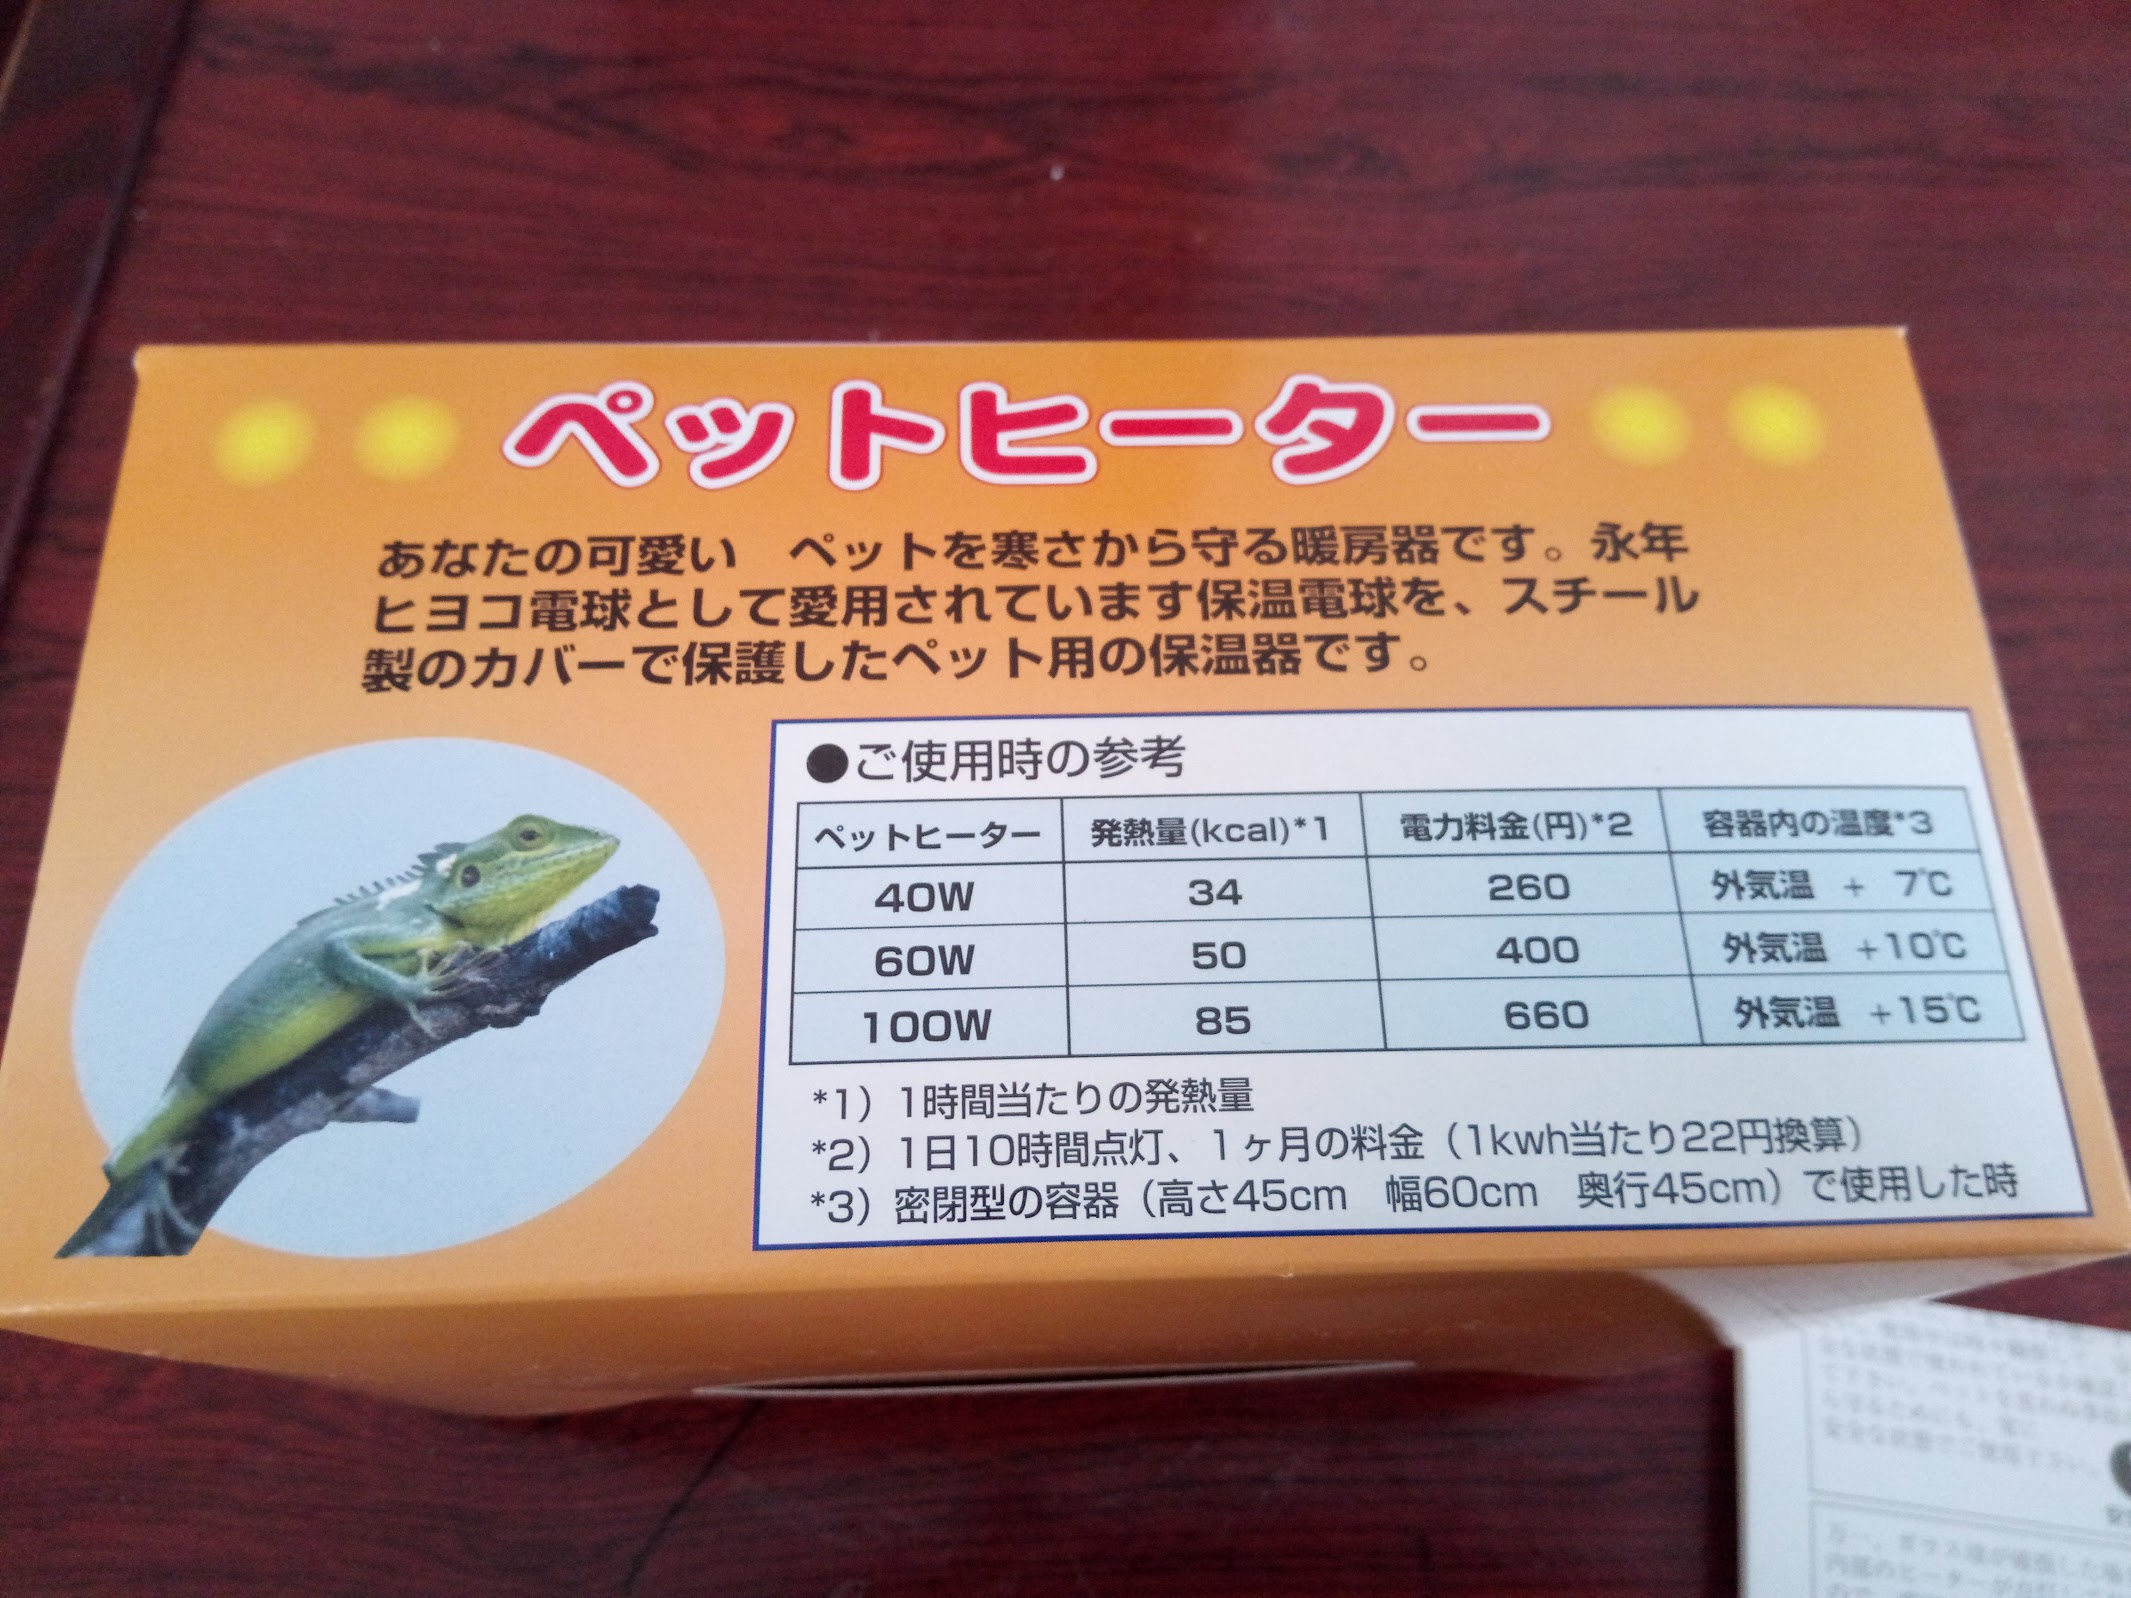 ペットヒーター
あなたの可愛い　ペットを寒さから守る暖房器です。永年
ヒヨコ電球として愛用されています保温電球を、スチール
製のカバーで保護したペット用の保温器です。
●ご使用時の参考
ペットヒーター 発熱量(kcal)*1 電力料金(円)*2 容器内の温度*3
40W 34 260 外気温 + 7℃
60W 50 400 外気温 +10℃
100W 85 660 外気温 +15℃
*1）1時間当たりの発熱量
*2）1日10時間点灯、1ヶ月の料金（1kwh当たり22円換算）
*3）密閉型の容器（高さ45cm　幅60cm　奥行45cm）で使用した時